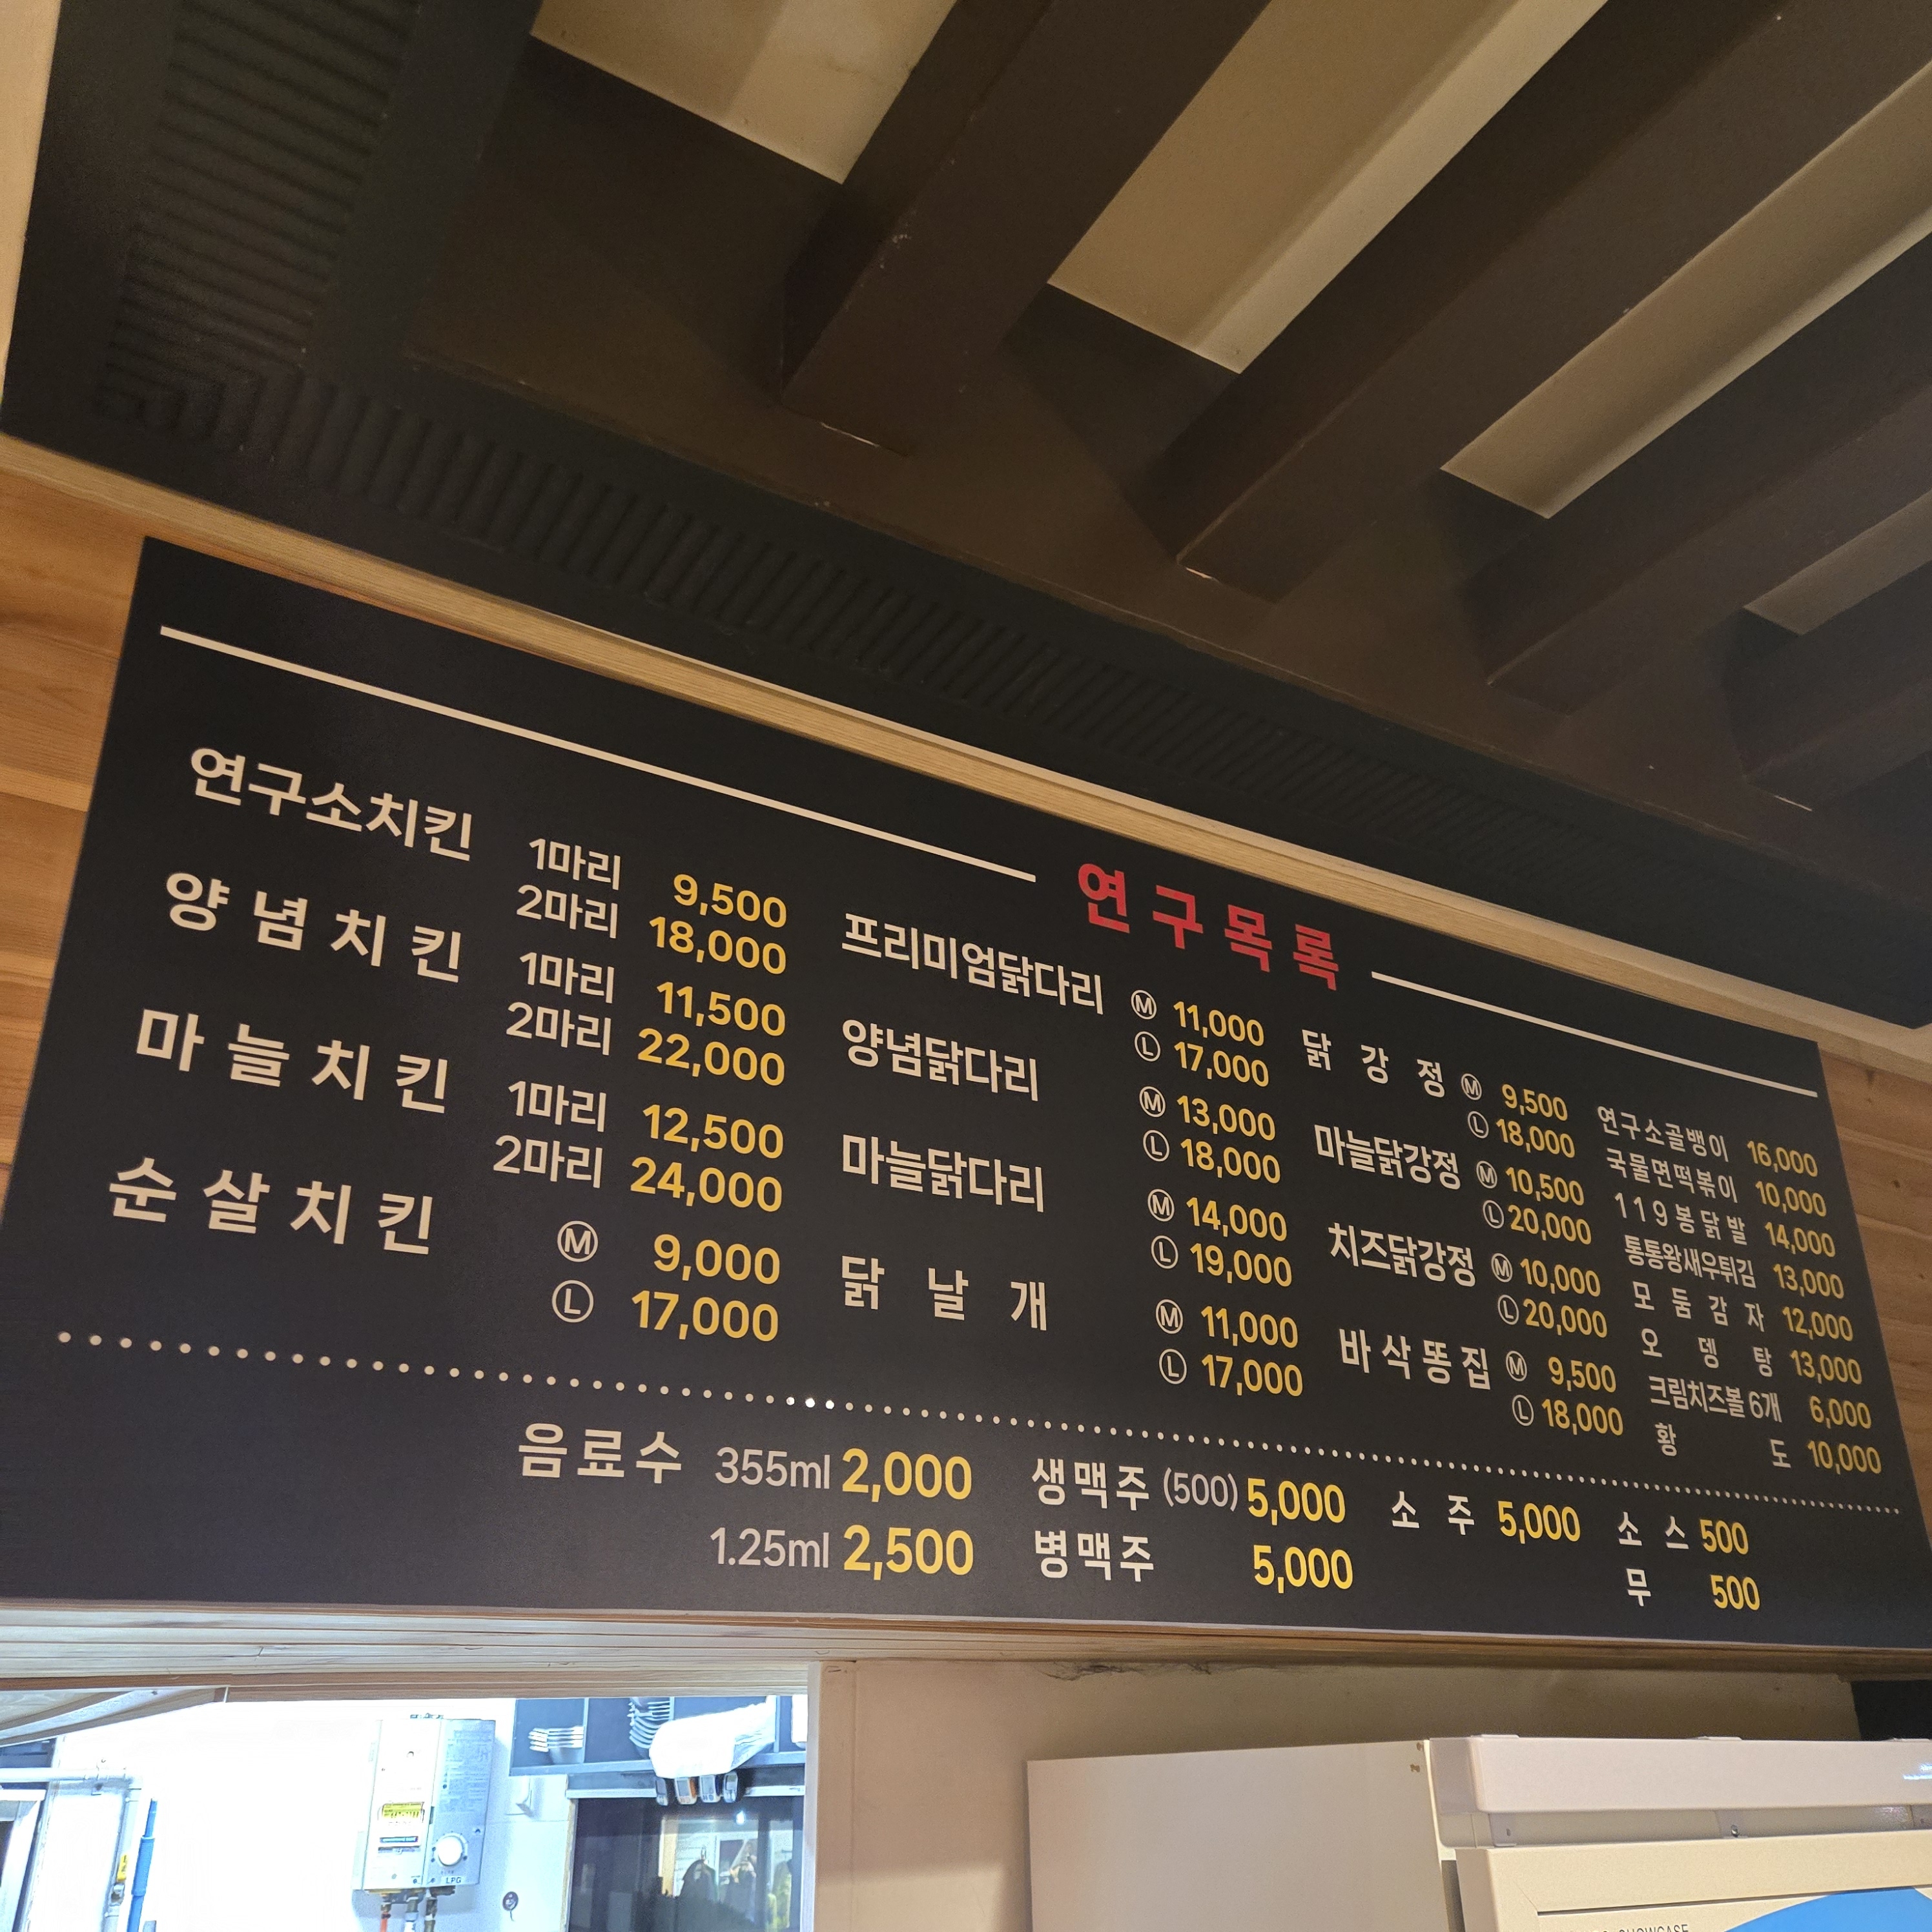 연구목록
연구소치킨 1마리 9,500
2마리 18,000
양념치킨 1마리 11,500
2마리 22,000
마늘치킨 1마리 12,500
2마리 24,000
순살치킨 Ⓜ 9,000
Ⓛ 17,000
프리미엄닭다리 Ⓜ 11,000
Ⓛ 17,000
양념닭다리 Ⓜ 13,000
Ⓛ 18,000
마늘닭다리 Ⓜ 14,000
Ⓛ 19,000
닭날개 Ⓜ 11,000
Ⓛ 17,000
닭강정 Ⓜ 9,500
Ⓛ 18,000
마늘닭강정 Ⓜ 10,500
Ⓛ 20,000
치즈닭강정 Ⓜ 10,000
Ⓛ 20,000
바삭똥집 Ⓜ 9,500
Ⓛ 18,000
연구소골뱅이 16,000
국물면떡볶이 10,000
119봉닭발 14,000
통통왕새우튀김 13,000
모둠감자 12,000
오뎅탕 13,000
크림치즈볼 6개 6,000
황도 10,000
음료수 355ml 2,000
1.25ml 2,500
생맥주 (500) 5,000
병맥주 5,000
소주 5,000
소스 500
무 500
LPG
SHOWCASE